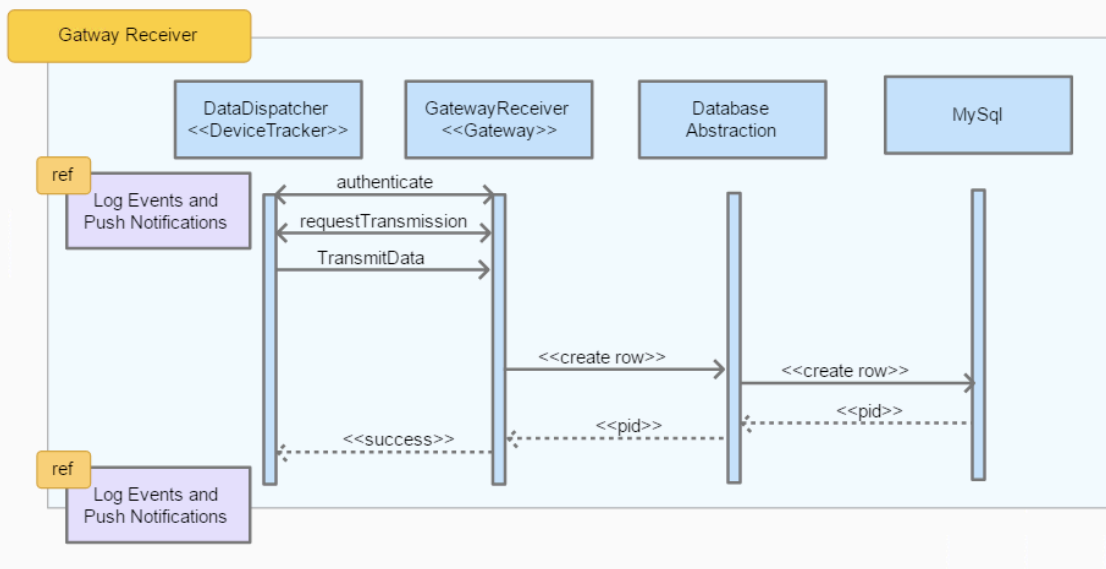 Gatway Receiver
DataDispatcher
<<DeviceTracker>>
GatewayReceiver
<<Gateway>>
Database
Abstraction
MySql
ref
Log Events and
Push Notifications
authenticate
requestTransmission
TransmitData
<<create row>>
<<create row>>
<<pid>>
<<pid>>
<<success>>
ref
Log Events and
Push Notifications